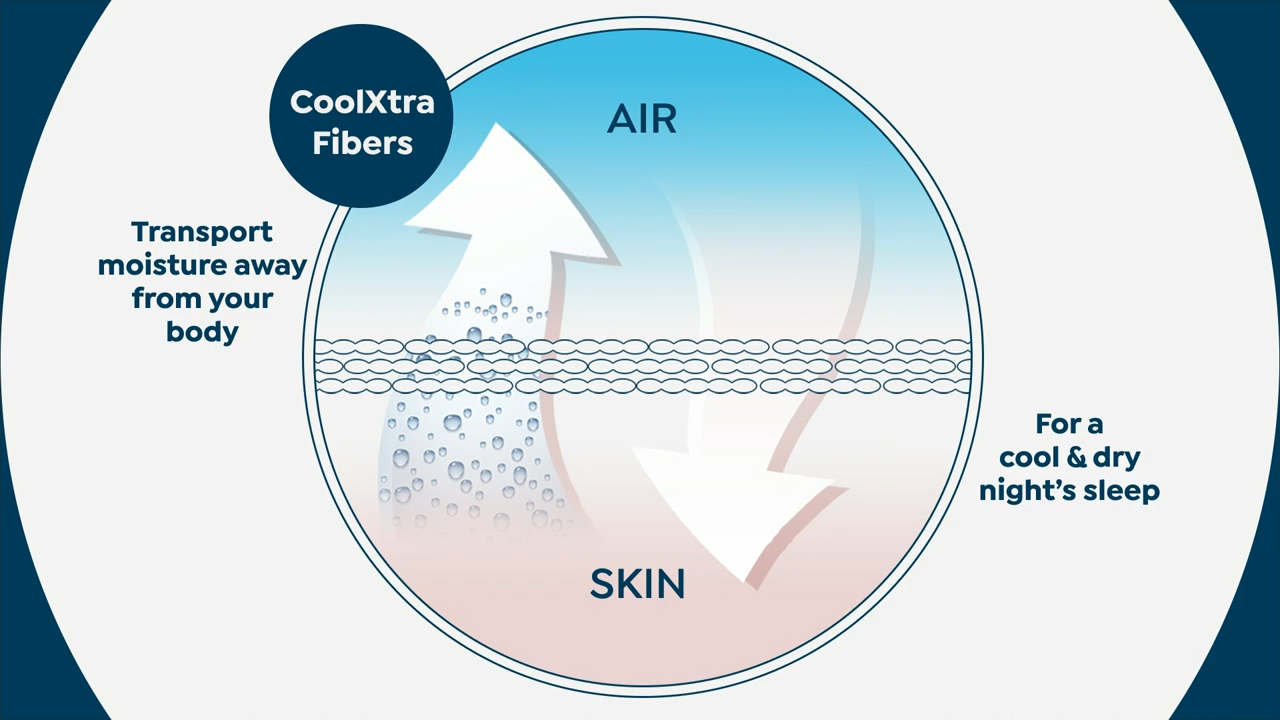 CoolXtra
Fibers
AIR
Transport
moisture away
from your
body
For a
cool & dry
night’s sleep
SKIN